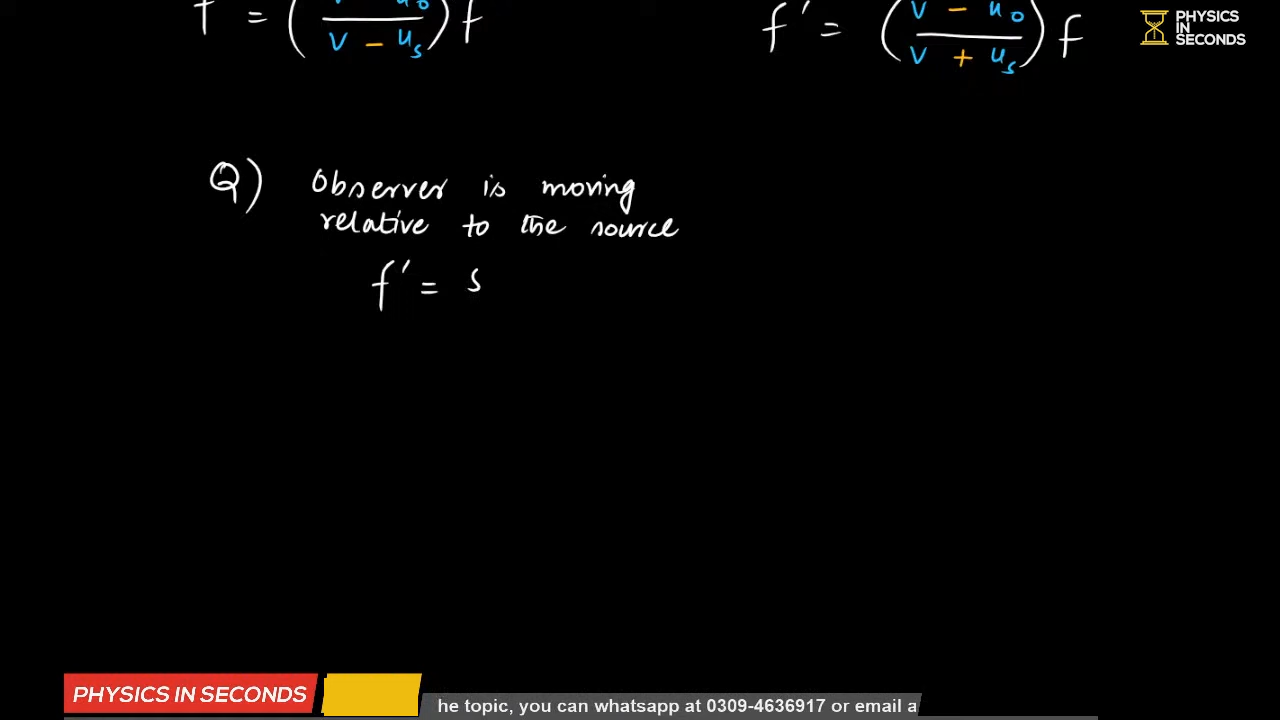 f' = (V - u₀ / V + uₛ) f
PHYSICS
IN
SECONDS
Q) Observer is moving
relative to the source
f' = s
PHYSICS IN SECONDS
he topic, you can whatsapp at 0309-4636917 or email a